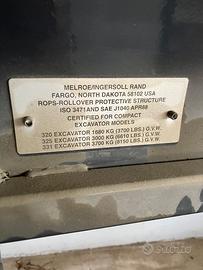 MELROE/INGERSOLL RAND
FARGO, NORTH DAKOTA 58102 USA
ROPS-ROLLOVER PROTECTIVE STRUCTURE
ISO 3471AND SAE J1040 APR88
CERTIFIED FOR COMPACT
EXCAVATOR MODELS
320 EXCAVATOR 1680 KG (3700 LBS) G.V.W.
325 EXCAVATOR 3000 KG (6610 LBS) G.V.W.
331 EXCAVATOR 3700 KG (8150 LBS.) G.V.W.
subito